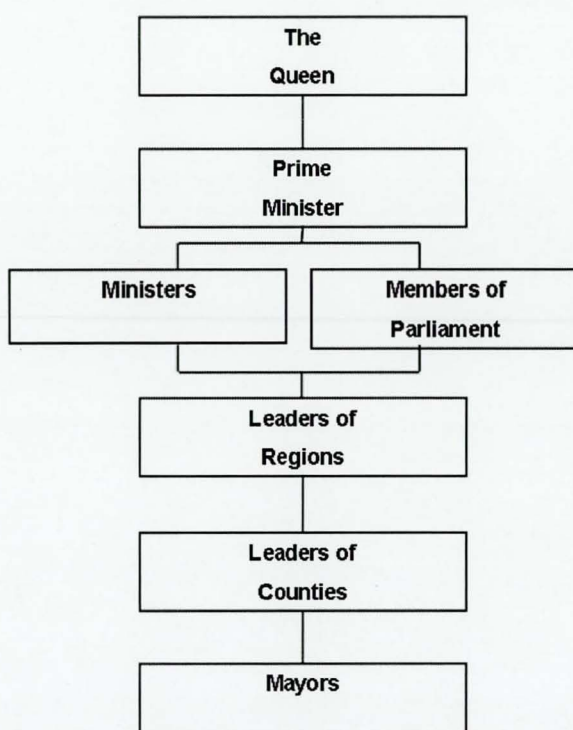 The
Queen
Prime
Minister
Ministers
Members of
Parliament
Leaders of
Regions
Leaders of
Counties
Mayors